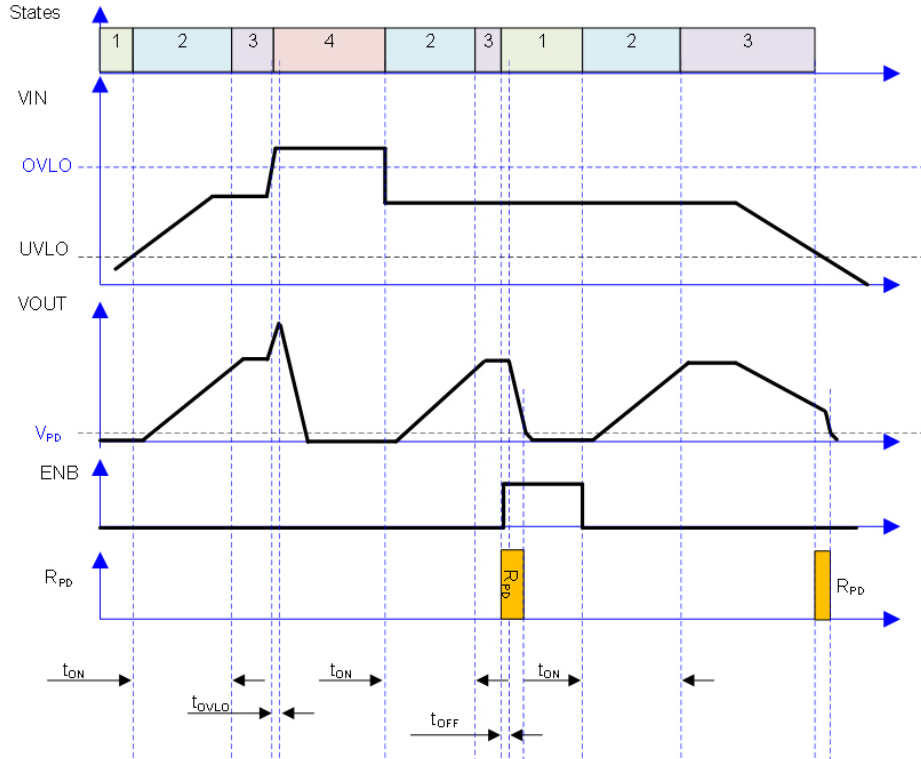 States
1 2 3 4 2 3 1 2 3
VIN
OVLO
UVLO
VOUT
VPD
ENB
RPD
RPD
RPD
tON
tON
tON
tOVLO
tOFF